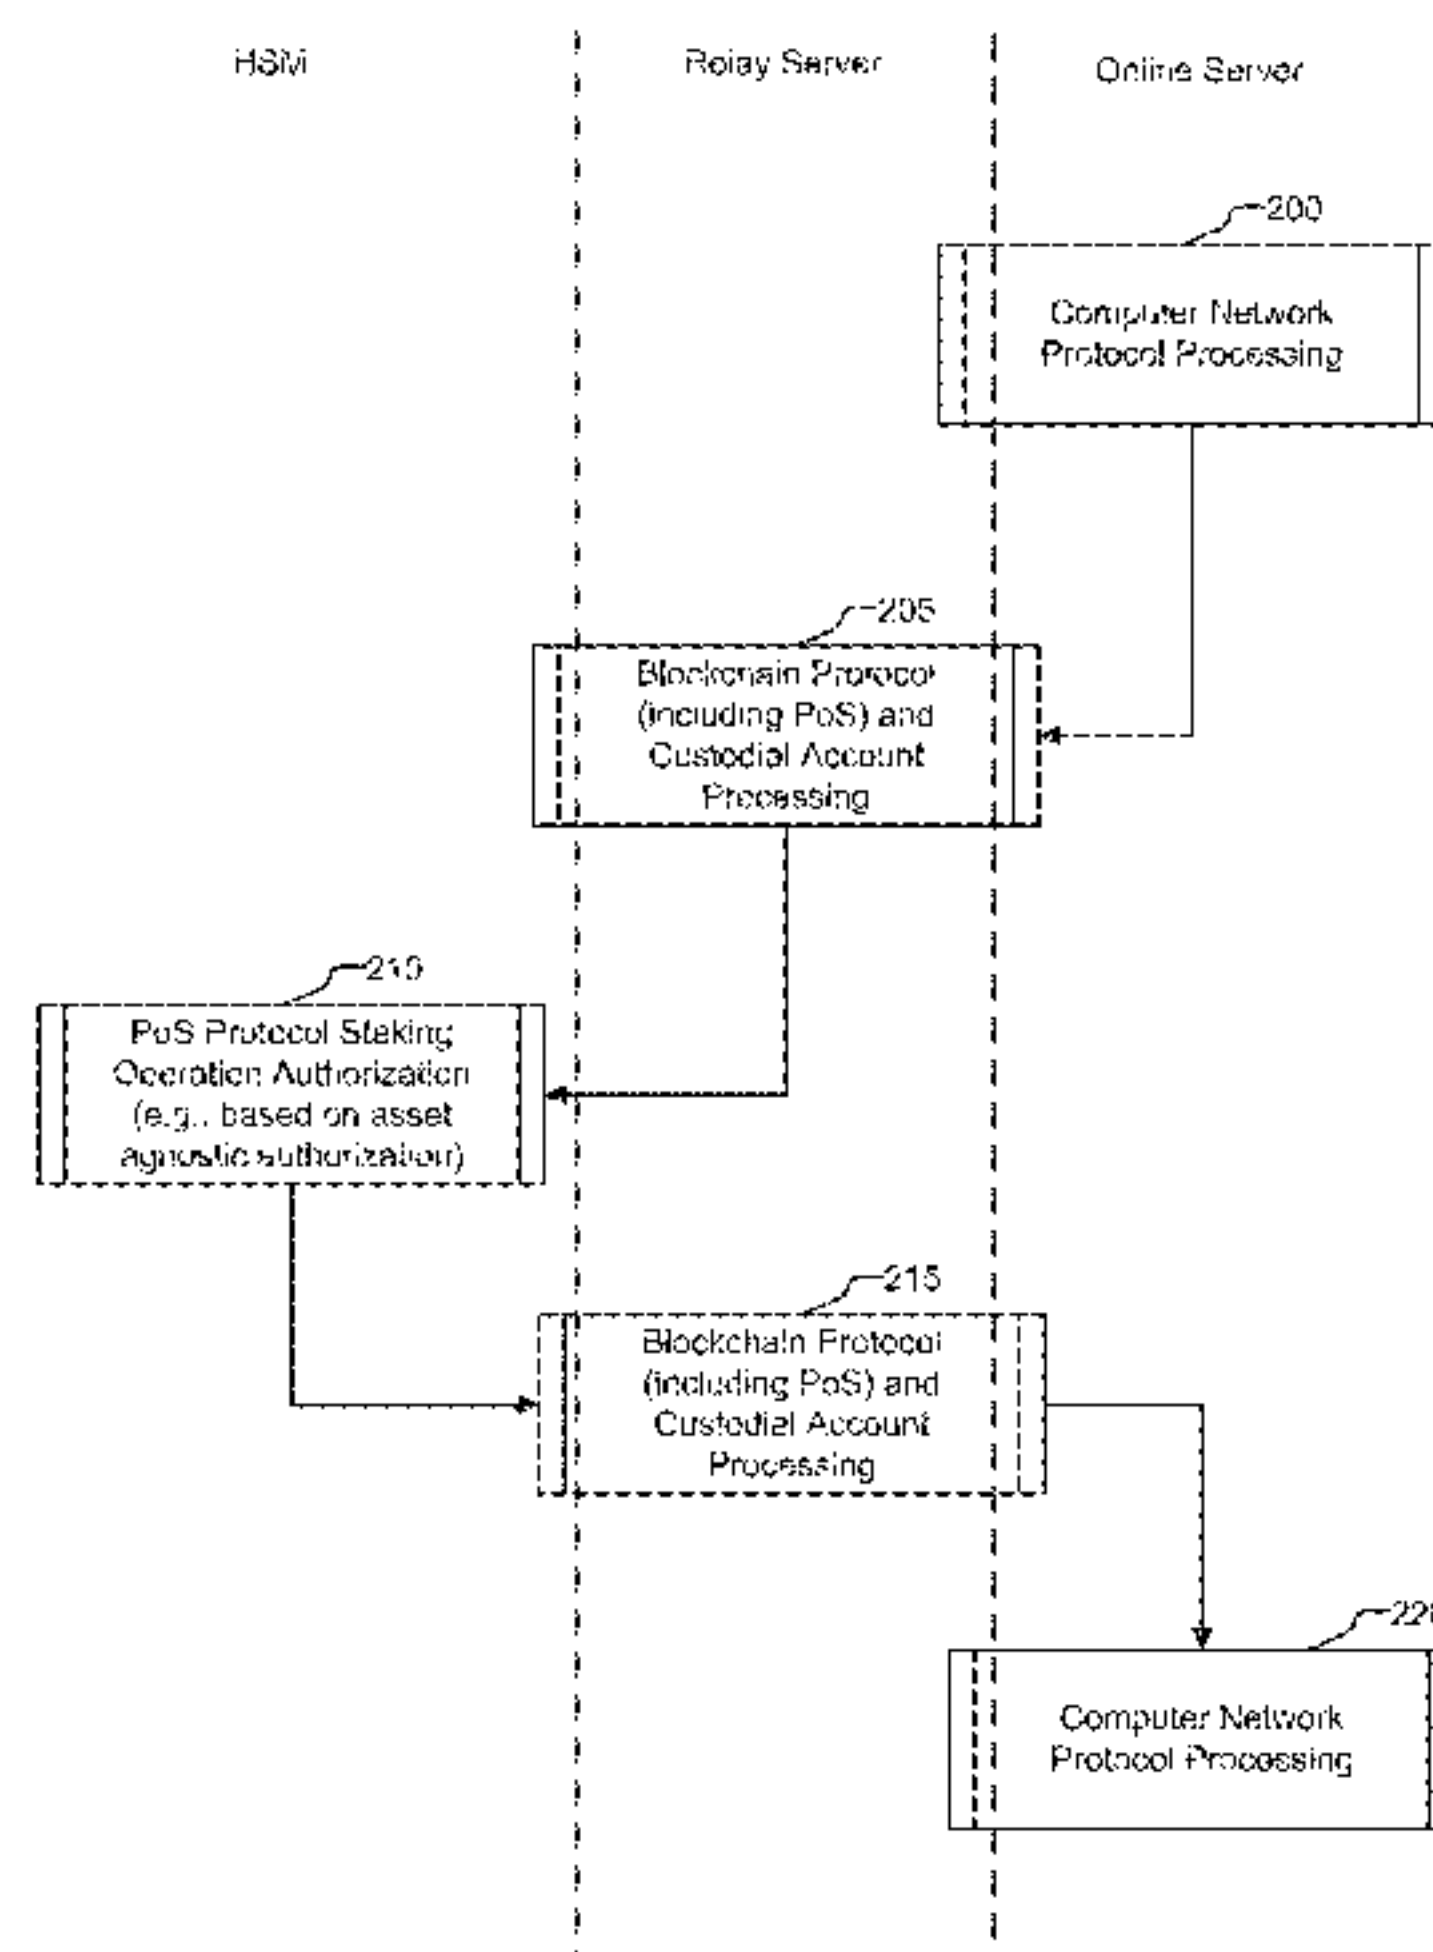 HSM
Relay Server
Online Server
200
Computer Network
Protocol Processing
205
Blockchain Protocol
(including PoS) and
Custodial Account
Processing
210
PoS Protocol Staking
Operation Authorization
(e.g., based on asset
agnostic authorization)
215
Blockchain Protocol
(including PoS) and
Custodial Account
Processing
Computer Network
Protocol Processing